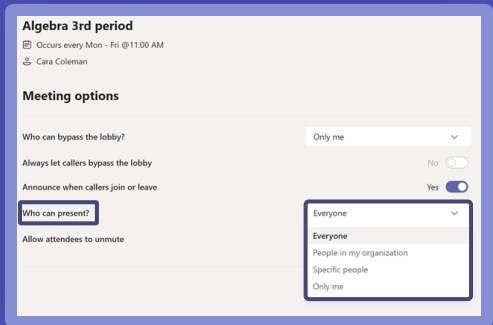 Algebra 3rd period
Occurs every Mon - Fri @11:00 AM
Cara Coleman
Meeting options
Who can bypass the lobby? Only me
Always let callers bypass the lobby No
Announce when callers join or leave Yes
Who can present? Everyone
Allow attendees to unmute Everyone
People in my organization
Specific people
Only me